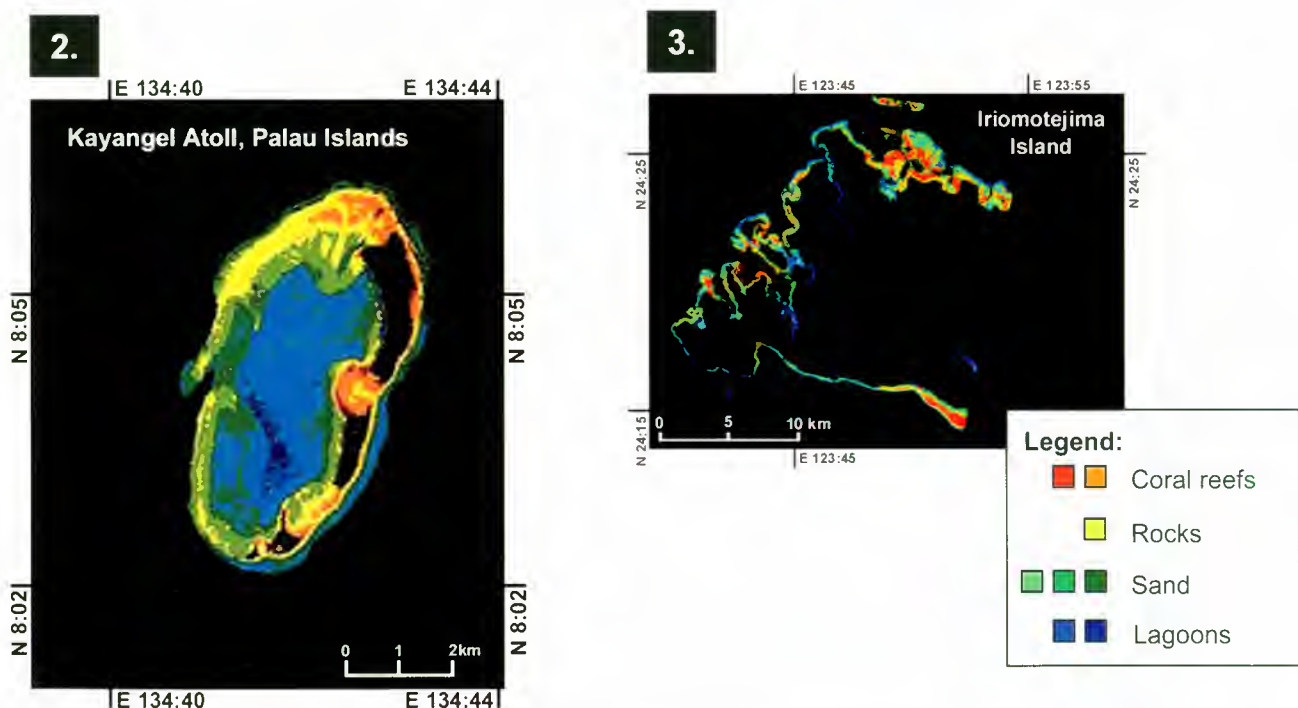 2.
E 134:40
E 134:44
Kayangel Atoll, Palau Islands
N 8:05
N 8:05
N 8:02
N 8:02
0 1 2km
E 134:40
E 134:44
3.
E 123:45
E 123:55
Iriomotejima
Island
N 24:25
N 24:25
N 24:15
0 5 10 km
E 123:45
Legend:
Coral reefs
Rocks
Sand
Lagoons